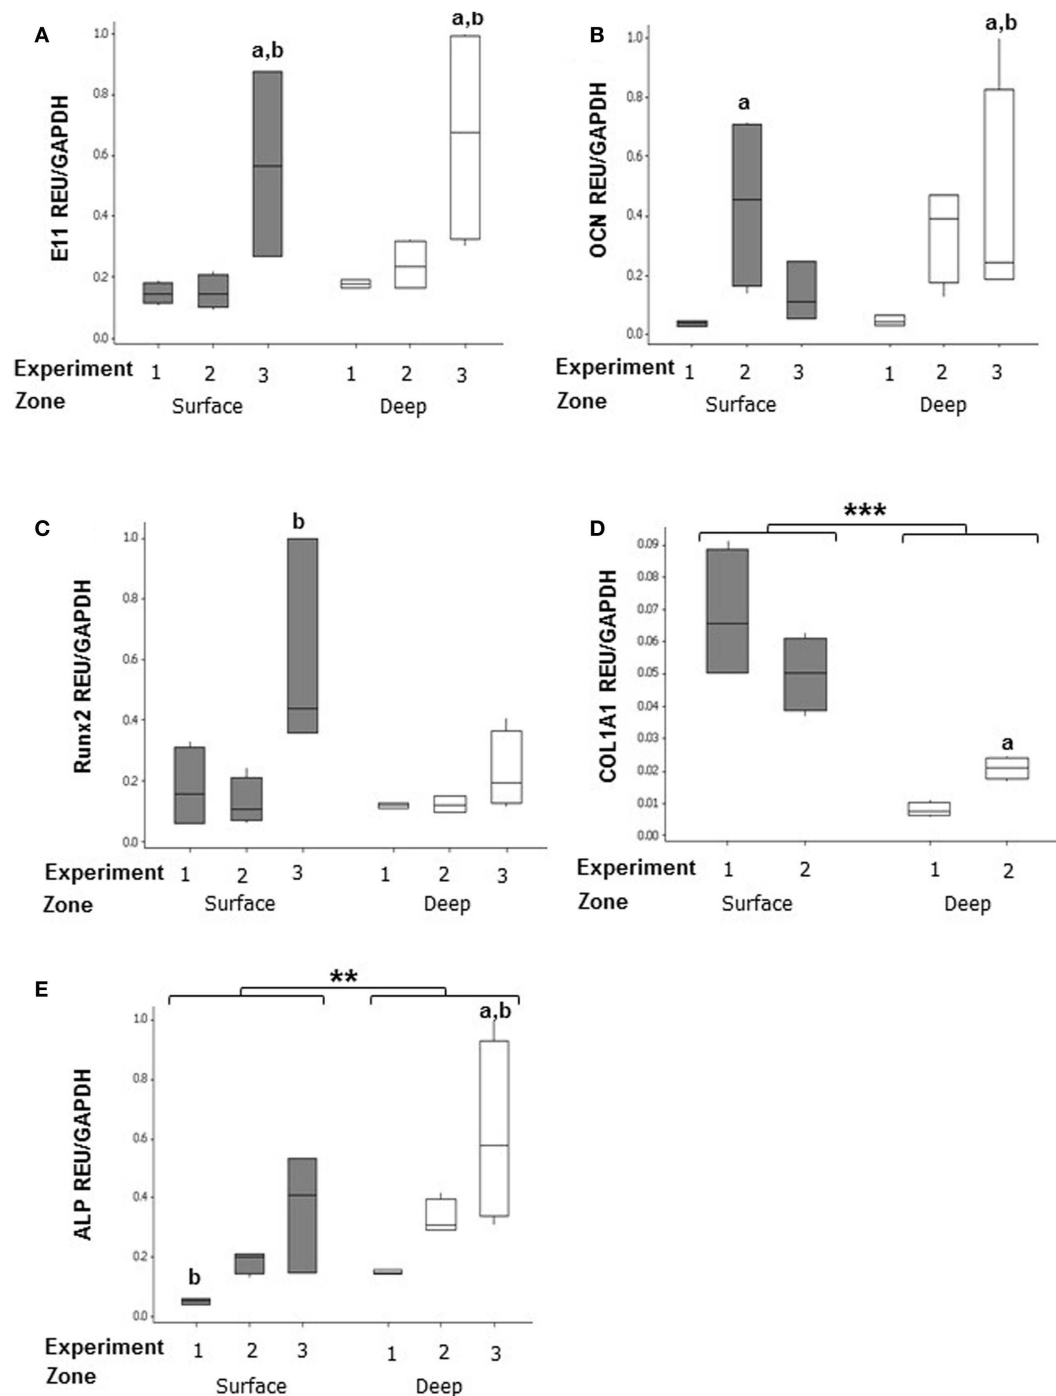 A
E11 REU/GAPDH
1.0
0.8
0.6
0.4
0.2
0.0
a,b
a,b
Experiment 1 2 3 1 2 3
Zone Surface Deep
B
OCN REU/GAPDH
1.0
0.8
0.6
0.4
0.2
0.0
a
a,b
Experiment 1 2 3 1 2 3
Zone Surface Deep
C
Runx2 REU/GAPDH
1.0
0.8
0.6
0.4
0.2
0.0
b
Experiment 1 2 3 1 2 3
Zone Surface Deep
D
***
COL1A1 REU/GAPDH
0.09
0.08
0.07
0.06
0.05
0.04
0.03
0.02
0.01
0.00
a
Experiment 1 2 1 2
Zone Surface Deep
E
**
ALP REU/GAPDH
1.0
0.8
0.6
0.4
0.2
0.0
b
a,b
Experiment 1 2 3 1 2 3
Zone Surface Deep